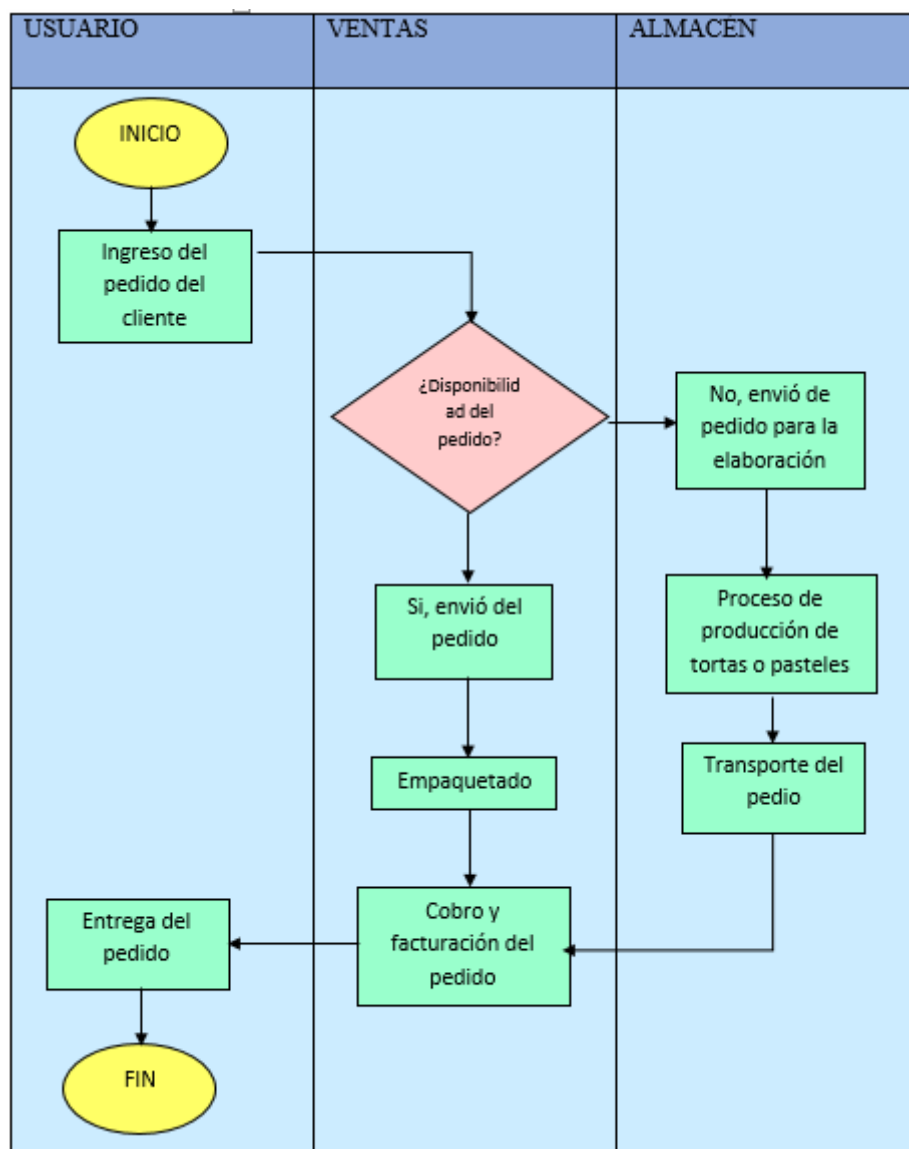 USUARIO
VENTAS
ALMACÉN
INICIO
Ingreso del
pedido del
cliente
¿Disponibilid
ad del
pedido?
No, envió de
pedido para la
elaboración
Si, envió del
pedido
Proceso de
producción de
tortas o pasteles
Empaquetado
Transporte del
pedio
Cobro y
facturación del
pedido
Entrega del
pedido
FIN